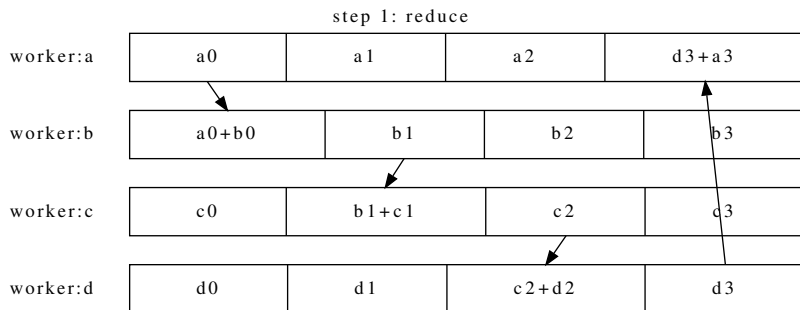 step 1: reduce
worker:a a0 a1 a2 d3+a3
worker:b a0+b0 b1 b2 b3
worker:c c0 b1+c1 c2 c3
worker:d d0 d1 c2+d2 d3